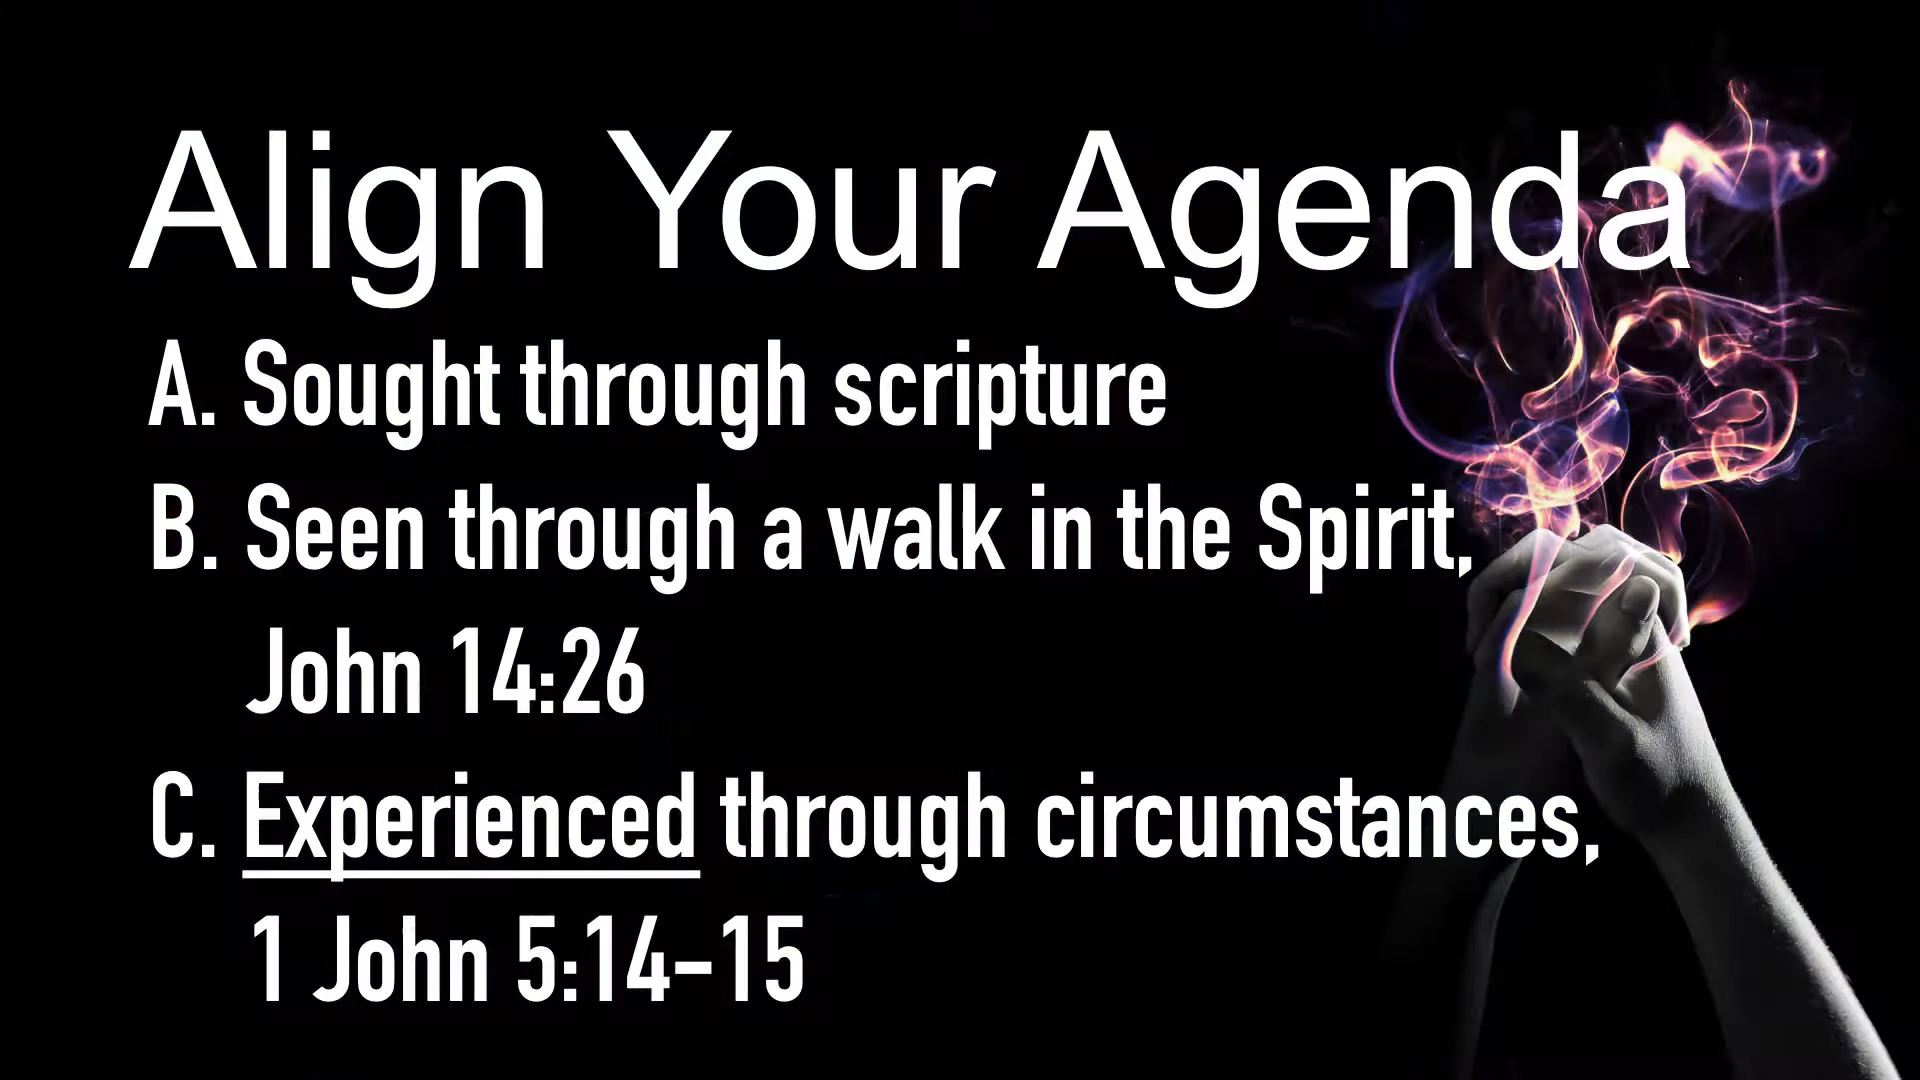 Align Your Agenda
A. Sought through scripture
B. Seen through a walk in the Spirit,
John 14:26
C. Experienced through circumstances,
1 John 5:14–15